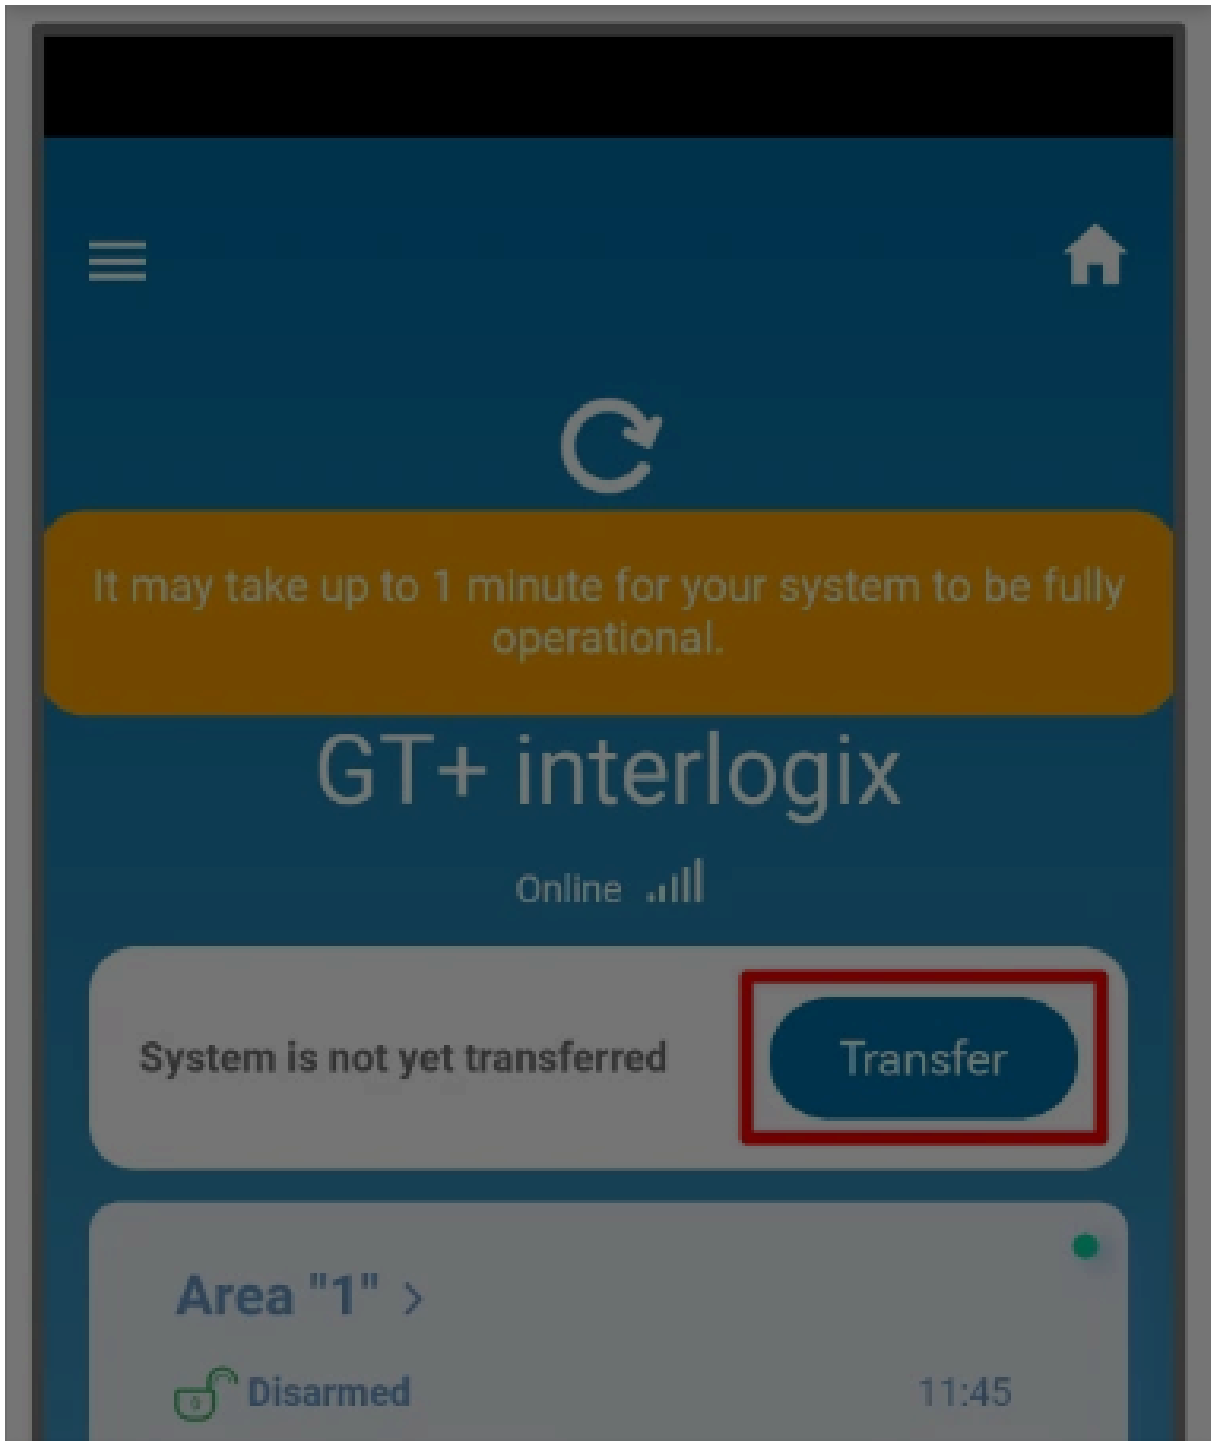 It may take up to 1 minute for your system to be fully
operational.
GT+ interlogix
Online
System is not yet transferred
Transfer
Area "1" >
Disarmed
11:45